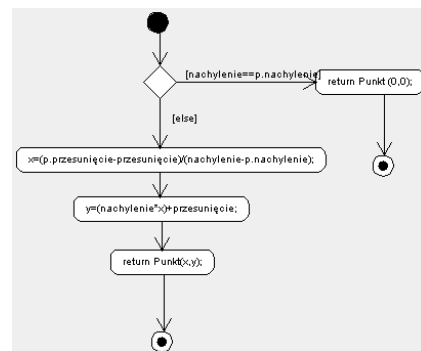 [nachylenie==p.nachylenie]
return Punkt (0,0);
[else]
x=(p.przesunięcie-przesunięcie)/(nachylenie-p.nachylenie);
y=(nachylenie*x)+przesunięcie;
return Punkt(x,y);